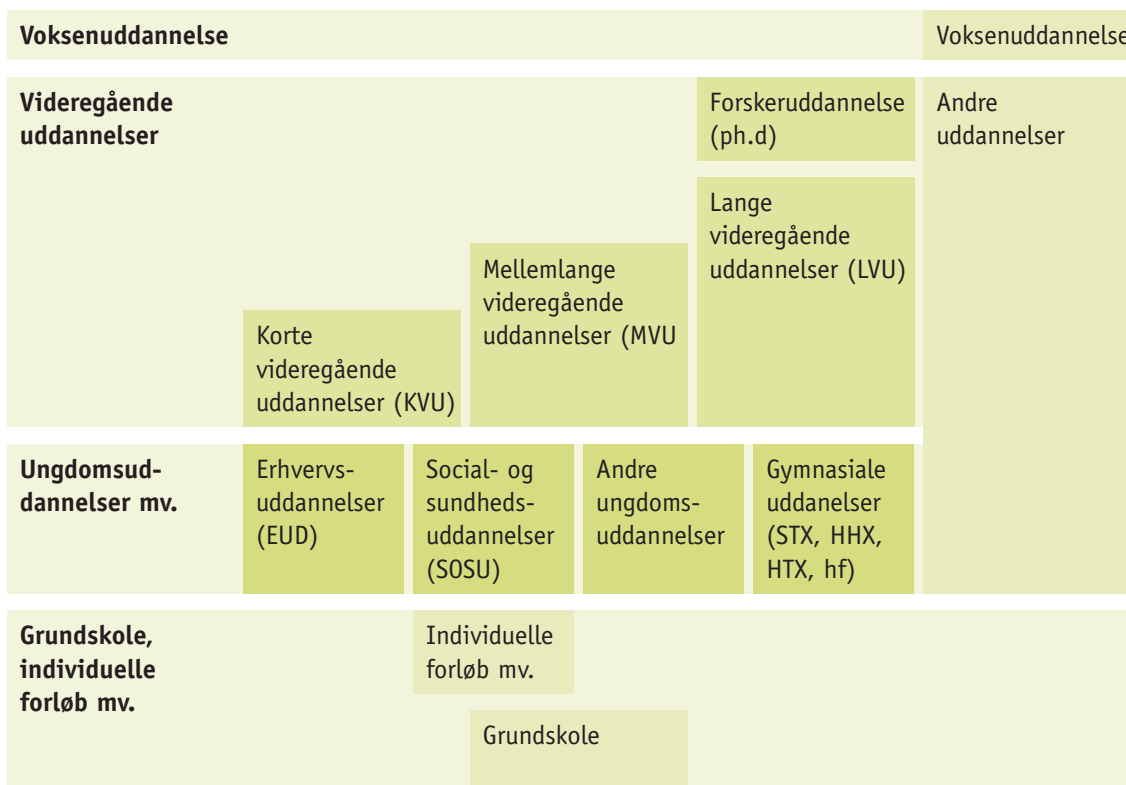 Voksenuddannelse
Voksenuddannelse
Videregående
uddannelser
Forskeruddannelse
(ph.d)
Andre
uddannelser
Lange
videregående
uddannelser (LVU)
Mellemlange
videregående
uddannelser (MVU
Korte
videregående
uddannelser (KVU)
Ungdomsud-
dannelser mv.
Erhvervs-
uddannelser
(EUD)
Social- og
sundheds-
uddannelser
(SOSU)
Andre
ungdoms-
uddannelser
Gymnasiale
uddanelser
(STX, HHX,
HTX, hf)
Grundskole,
individuelle
forløb mv.
Individuelle
forløb mv.
Grundskole